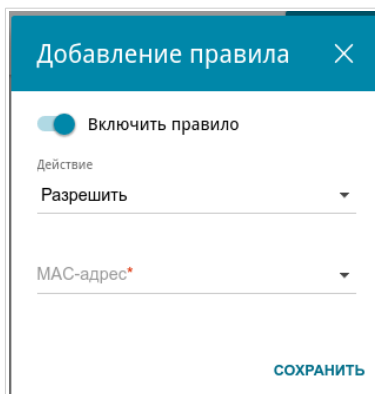 Добавление правила
Включить правило
Действие
Разрешить
MAC-адрес*
СОХРАНИТЬ